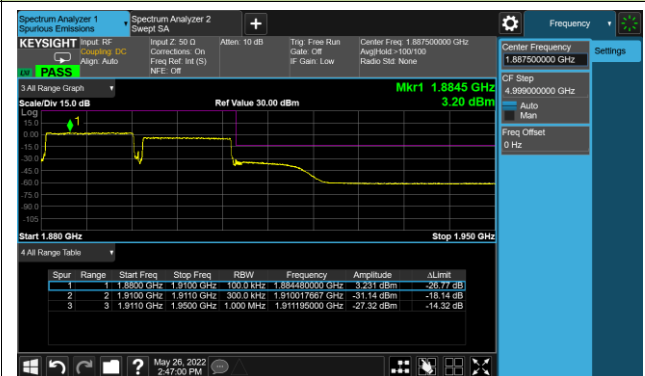 Spectrum Analyzer 1
Spurious Emissions
Spectrum Analyzer 2
Swept SA
+
Frequency
KEYSIGHT Input: RF
Coupling: DC
Align: Auto
Input Z: 50 Ω
Corrections: On
Freq Ref: Int (S)
NFE: Off
Atten: 10 dB
Trig: Free Run
Gate: Off
IF Gain: Low
Center Freq: 1.887500000 GHz
Avg|Hold:>100/100
Radio Std: None
PASS
Center Frequency
1.887500000 GHz
Settings
CF Step
4.999000000 GHz
Auto
Man
Freq Offset
0 Hz
3 All Range Graph
Mkr1 1.8845 GHz
3.20 dBm
Scale/Div 15.0 dB
Ref Value 30.00 dBm
Log
15.0
0.00
-15.0
-30.0
-45.0
-60.0
-75.0
-90.0
-105
1
Start 1.880 GHz
Stop 1.950 GHz
4 All Range Table
Spur Range Start Freq Stop Freq RBW Frequency Amplitude ΔLimit
1 1 1.8800 GHz 1.9100 GHz 100.0 kHz 1.884480000 GHz 3.231 dBm -26.77 dB
2 2 1.9100 GHz 1.9110 GHz 300.0 kHz 1.910017667 GHz -31.14 dBm -18.14 dB
3 3 1.9110 GHz 1.9500 GHz 1.000 MHz 1.911195000 GHz -27.32 dBm -14.32 dB
?
May 26, 2022
2:47:00 PM